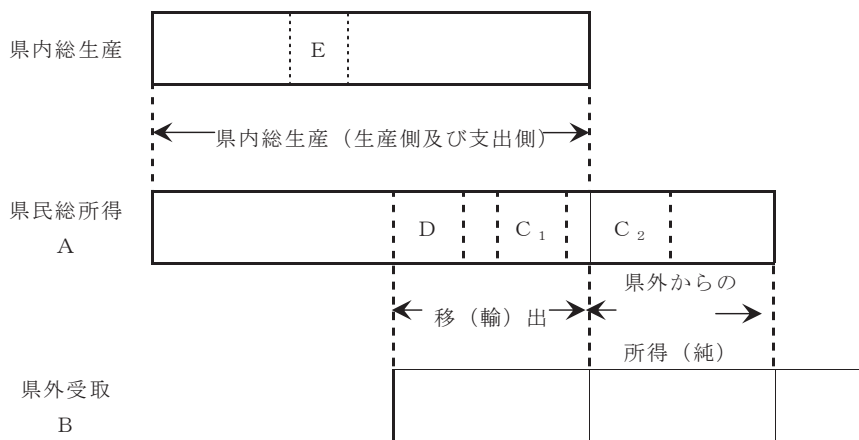 県内総生産
E
県内総生産（生産側及び支出側）
県民総所得
A
D
C₁
C₂
県外からの
移（輸）出
所得（純）
県外受取
B